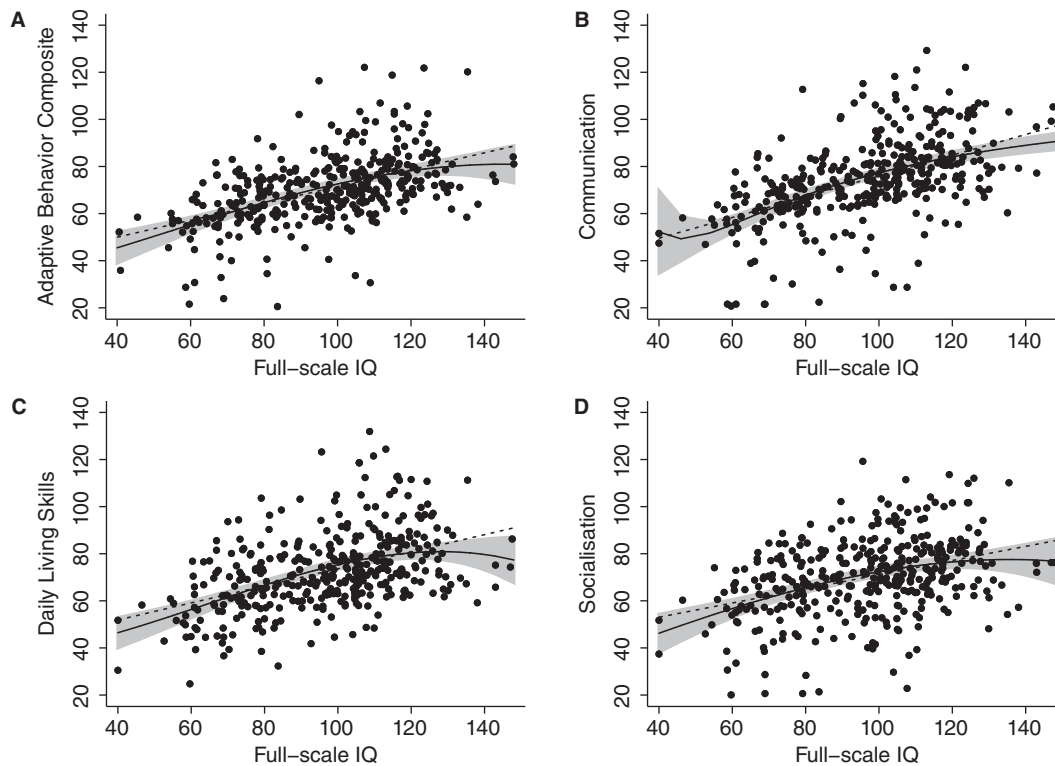 A
Adaptive Behavior Composite
140
120
100
80
60
40
20
40 60 80 100 120 140
Full−scale IQ
B
Communication
140
120
100
80
60
40
20
40 60 80 100 120 140
Full−scale IQ
C
Daily Living Skills
140
120
100
80
60
40
20
40 60 80 100 120 140
Full−scale IQ
D
Socialisation
140
120
100
80
60
40
20
40 60 80 100 120 140
Full−scale IQ